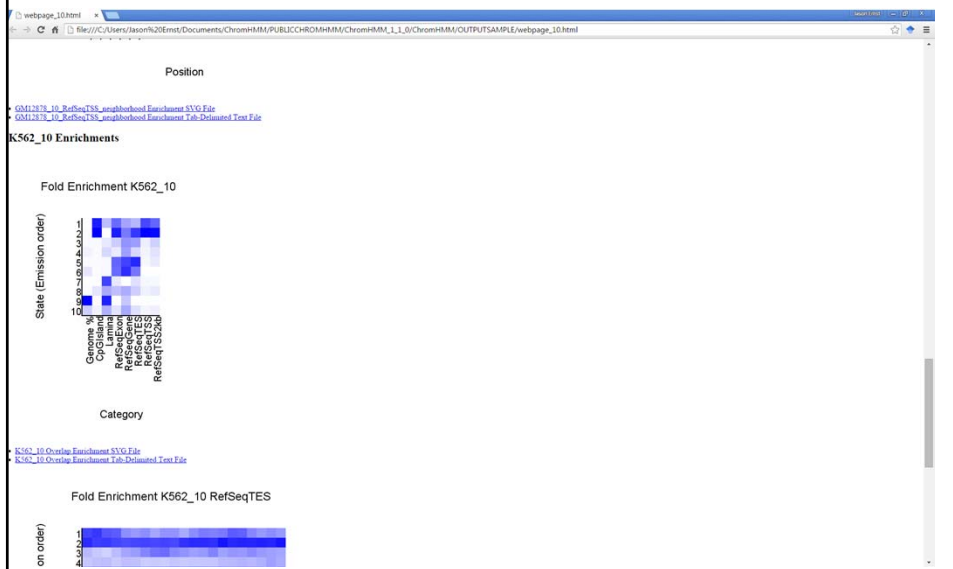 webpage_10.html
Jason Ernst
file:///C:/Users/Jason%20Ernst/Documents/ChromHMM/PUBLICCHROMHMM/ChromHMM_1_1_0/ChromHMM/OUTPUTSAMPLE/webpage_10.html
Position
GM12878_10_RefSeqTSS_neighborhood Enrichment SVG File
GM12878_10_RefSeqTSS_neighborhood Enrichment Tab-Delimited Text File
K562_10 Enrichments
Fold Enrichment K562_10
State (Emission order)
1
2
3
4
5
6
7
8
9
10
Genome %
CpGIsland
Lamina
RefSeqExon
RefSeqGene
RefSeqTES
RefSeqTSS
RefSeqTSS2kb
Category
K562_10 Overlap Enrichment SVG File
K562_10 Overlap Enrichment Tab-Delimited Text File
Fold Enrichment K562_10 RefSeqTES
on order)
1
2
3
4